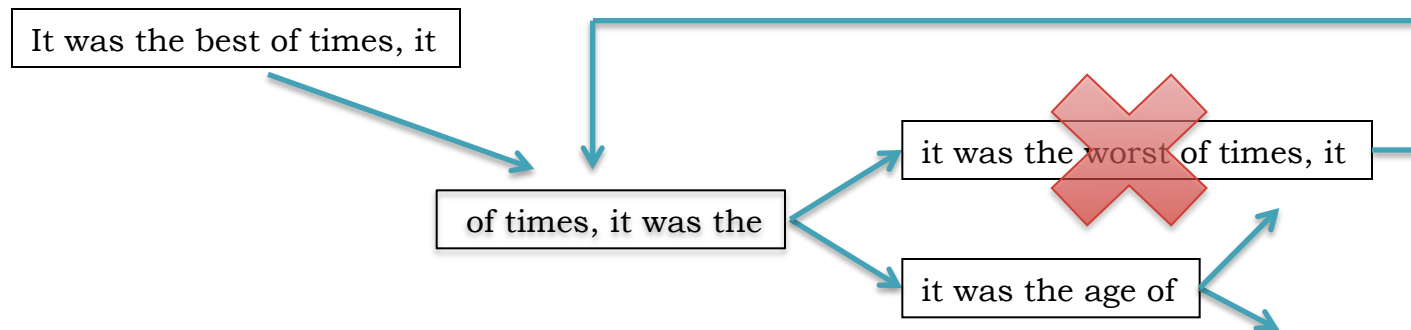 It was the best of times, it
it was the worst of times, it
of times, it was the
it was the age of